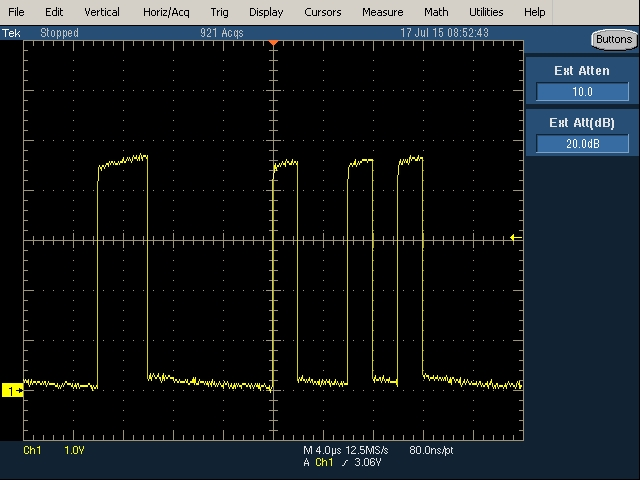 File Edit Vertical Horiz/Acq Trig Display Cursors Measure Math Utilities Help
Tek Stopped 921 Acqs 17 Jul 15 08:52:43
Buttons
Ext Atten
10.0
Ext Att(dB)
20.0dB
1
Ch1 1.0V M 4.0µs 12.5MS/s 80.0ns/pt
A Ch1 ⁄ 3.06V